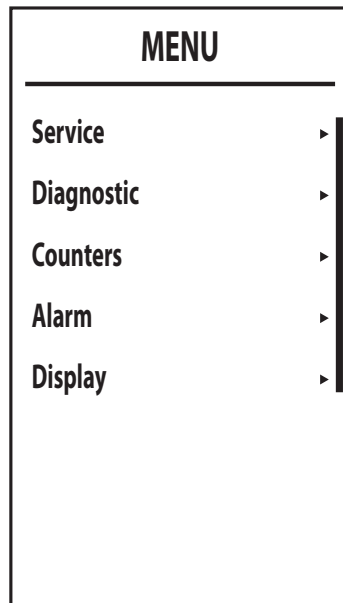 MENU
Service
Diagnostic
Counters
Alarm
Display